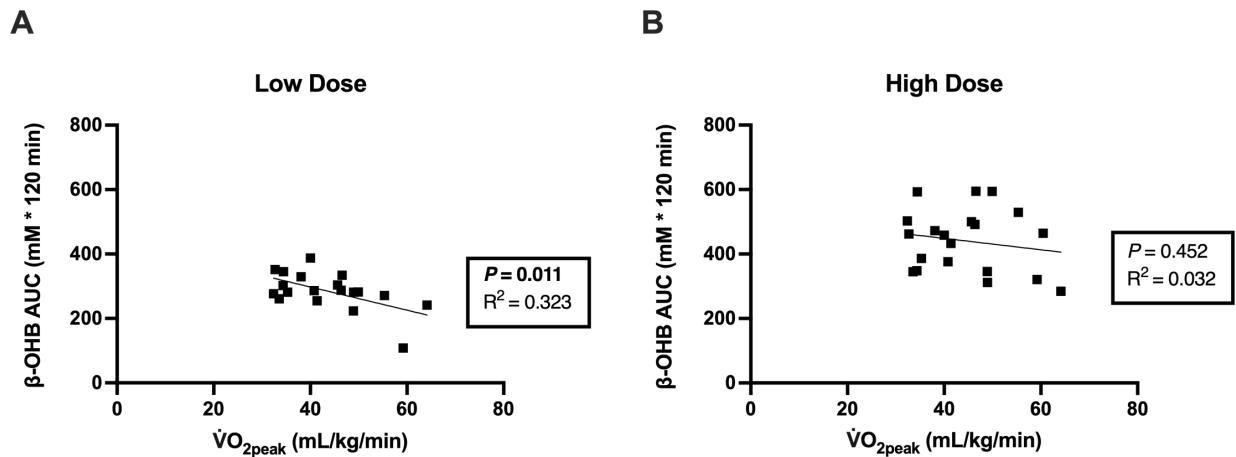 A
Low Dose
β-OHB AUC (mM * 120 min)
800
600
400
200
0
0 20 40 60 80
V̇O2peak (mL/kg/min)
P = 0.011
R² = 0.323
B
High Dose
β-OHB AUC (mM * 120 min)
800
600
400
200
0
0 20 40 60 80
V̇O2peak (mL/kg/min)
P = 0.452
R² = 0.032